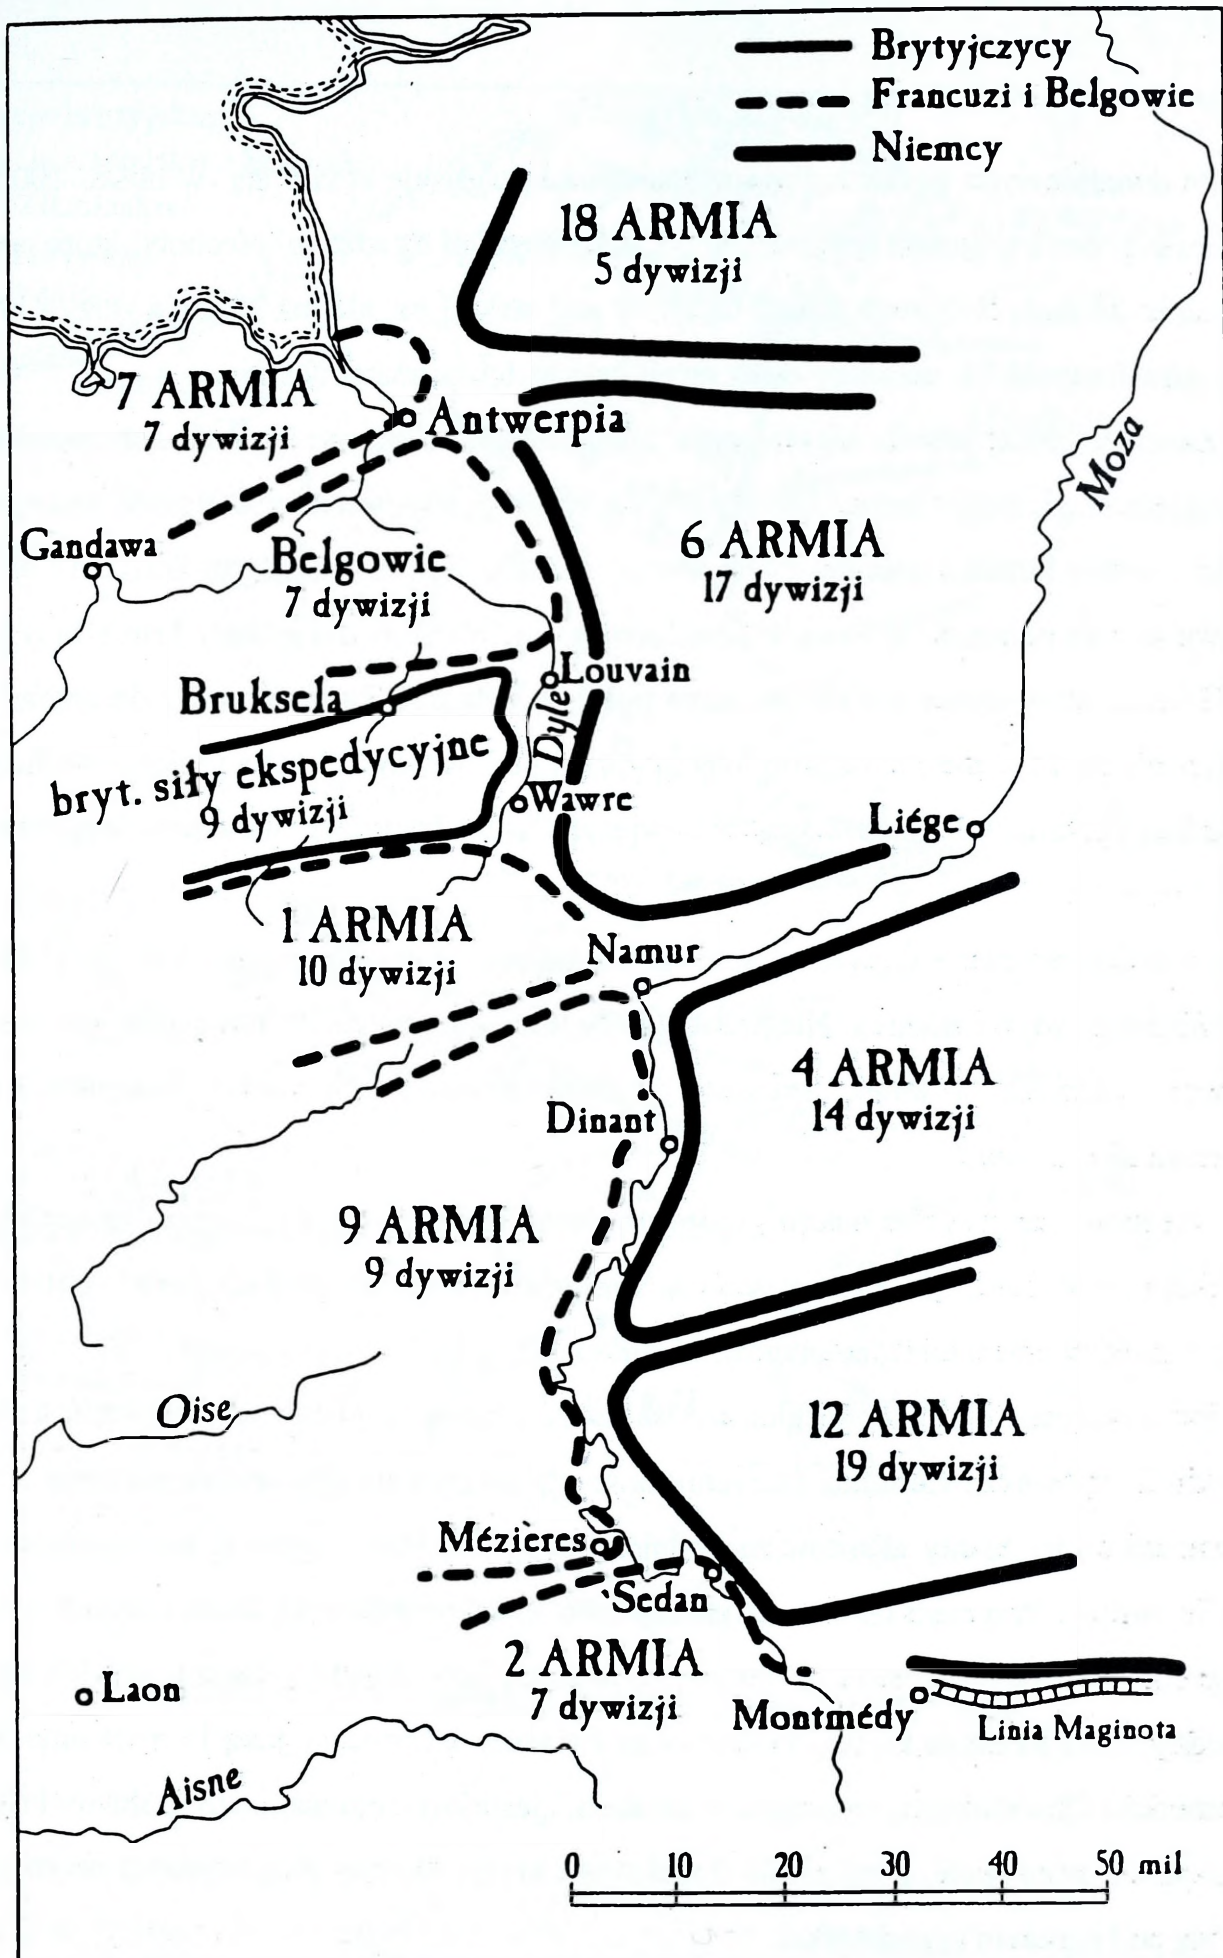 Brytyjczycy
Francuzi i Belgowie
Niemcy
18 ARMIA
5 dywizji
7 ARMIA
7 dywizji
Antwerpia
Moza
Gandawa
Belgowie
7 dywizji
6 ARMIA
17 dywizji
Louvain
Bruksela
Dyle
bryt. siły ekspedycyjne
9 dywizji
Wawre
Liége
1 ARMIA
10 dywizji
Namur
4 ARMIA
14 dywizji
Dinant
9 ARMIA
9 dywizji
Oise
12 ARMIA
19 dywizji
Mézières
Sedan
2 ARMIA
7 dywizji
Laon
Montmédy
Linia Maginota
Aisne
0 10 20 30 40 50 mil